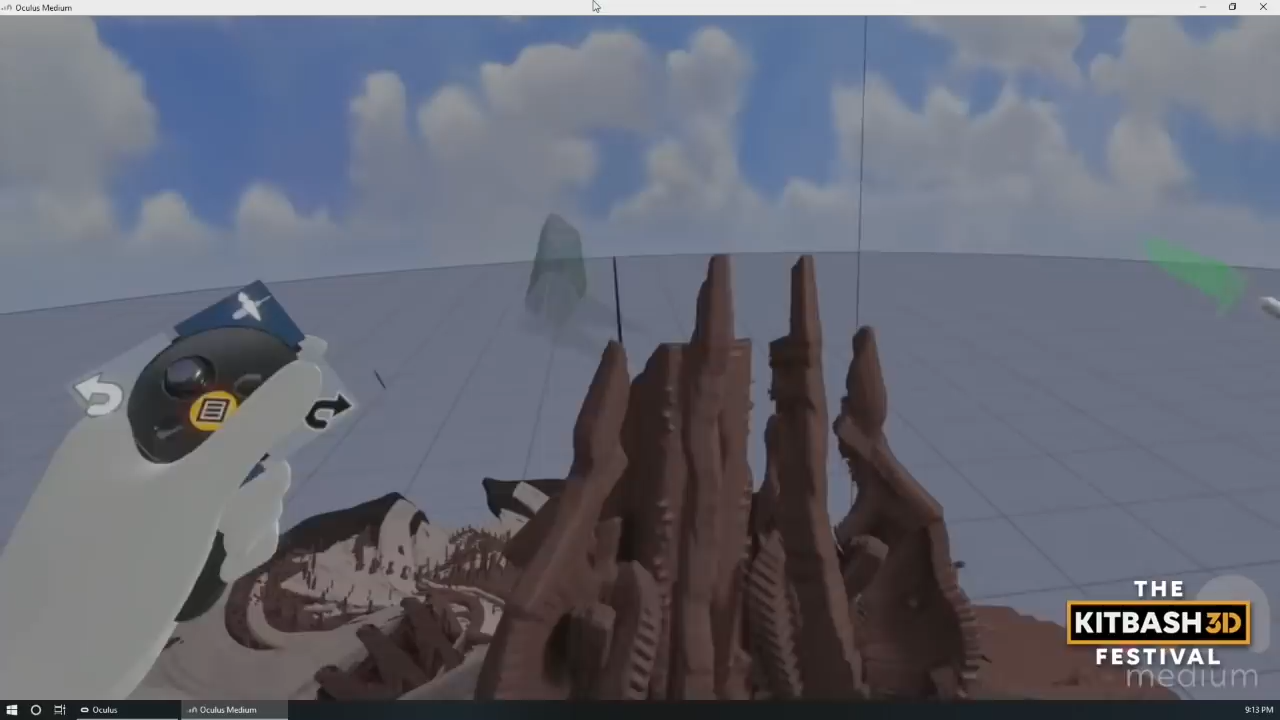 Oculus Medium
THE
KITBASH3D
FESTIVAL
medium
Oculus
Oculus Medium
9:13 PM